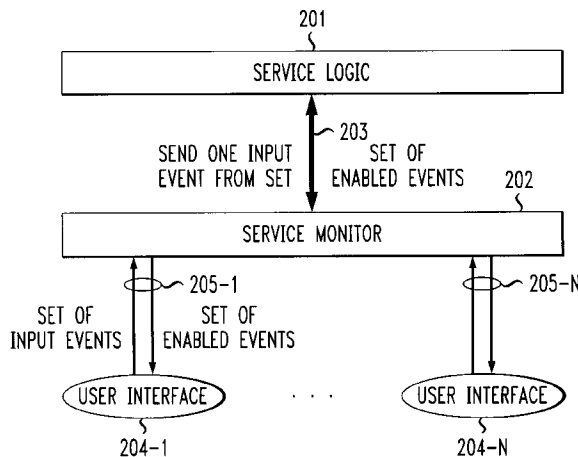 201
SERVICE LOGIC
203
SEND ONE INPUT
EVENT FROM SET
SET OF
ENABLED EVENTS
202
SERVICE MONITOR
205-1
205-N
SET OF
INPUT EVENTS
SET OF
ENABLED EVENTS
USER INTERFACE
. . .
USER INTERFACE
204-1
204-N